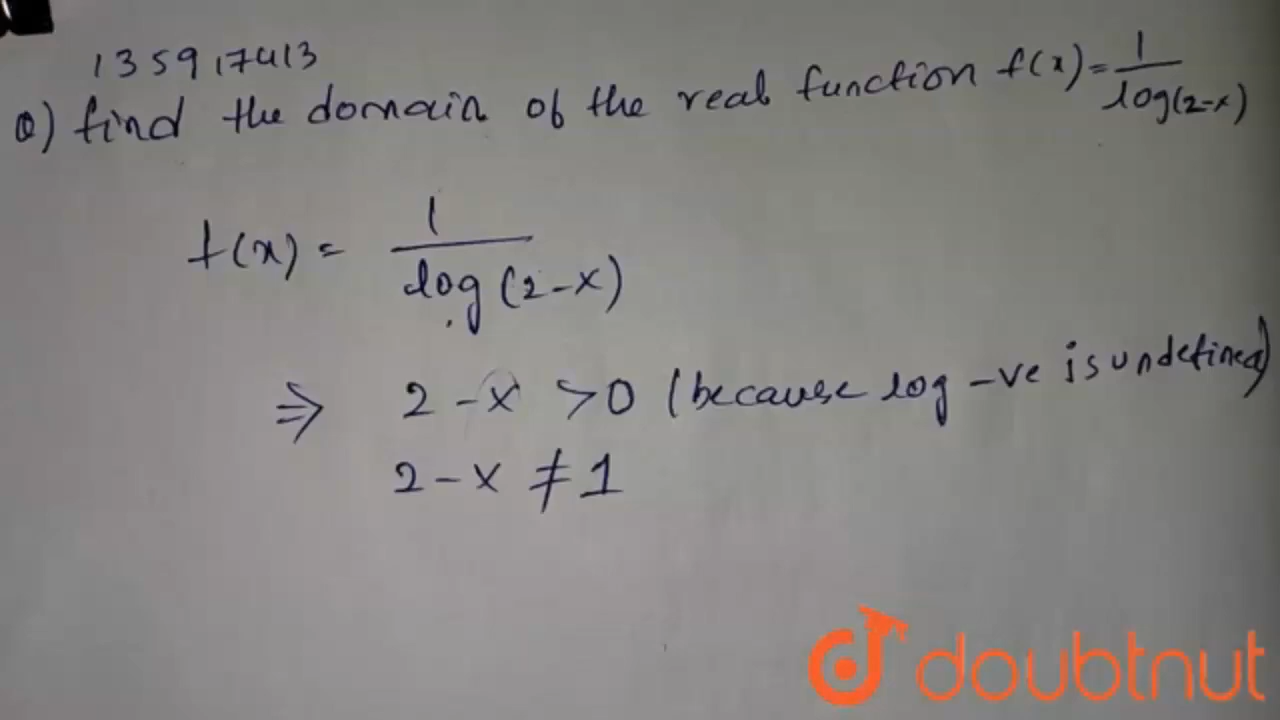 135917413
Q) find the domain of the real function f(x)=1/log(2-x)
f(x) = 1/log(2-x)
⇒ 2-x >0 (because log -ve is undefined)
2-x ≠ 1
doubtnut